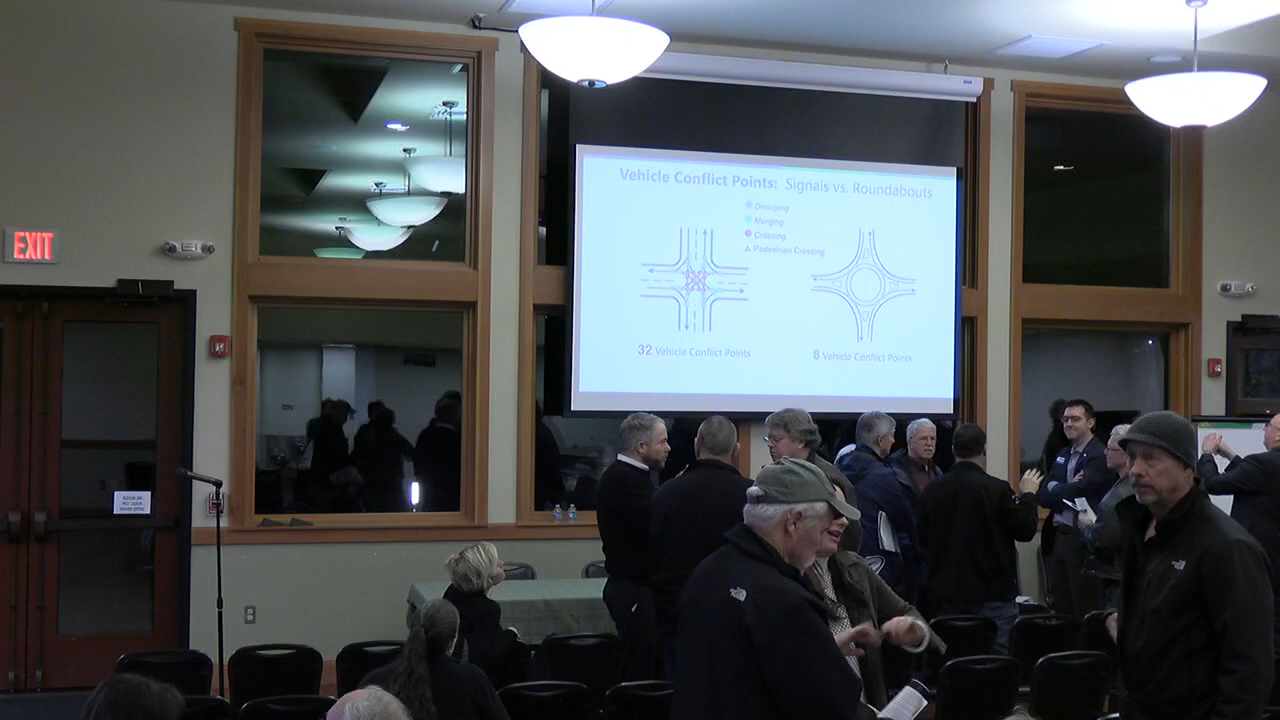 Vehicle Conflict Points: Signals vs. Roundabouts
Diverging
Merging
Crossing
Pedestrian Crossing
32 Vehicle Conflict Points
8 Vehicle Conflict Points
EXIT